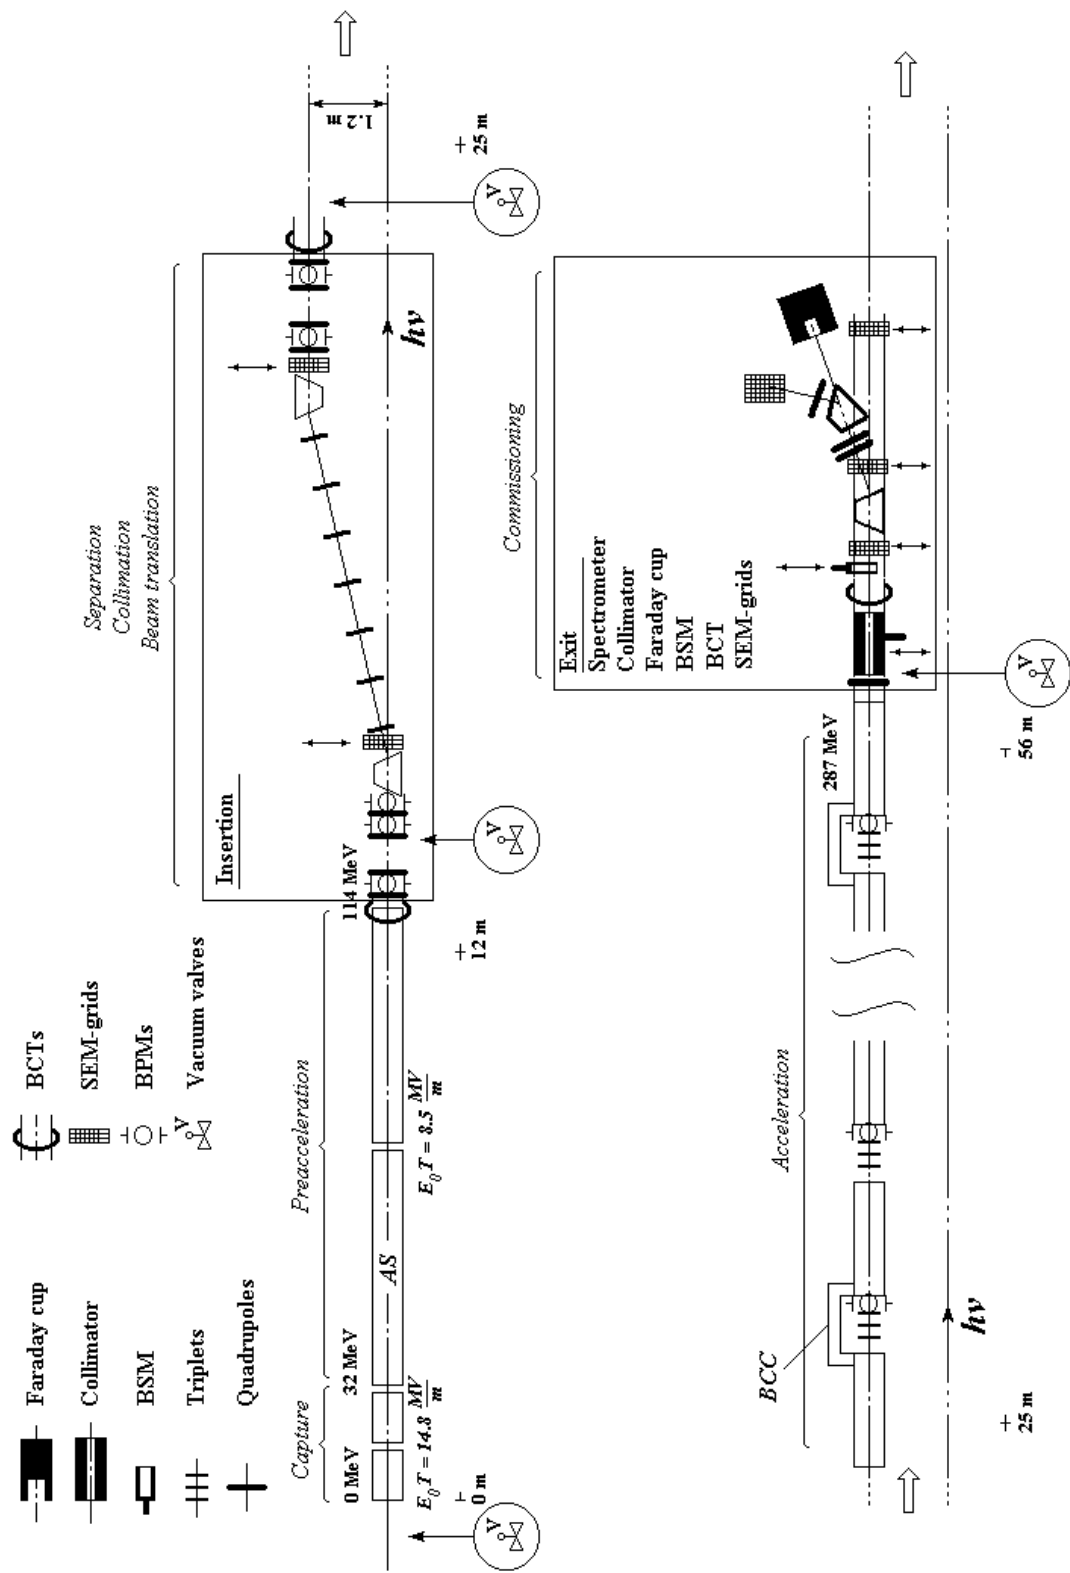 Faraday cup
Collimator
BSM
Triplets
Quadrupoles
BCTs
SEM-grids
BPMs
Vacuum valves
V
Capture
Preacceleration
Separation
Collimation
Beam translation
0 MeV
32 MeV
114 MeV
AS
E0T = 14.8 MV/m
E0T = 8.5 MV/m
Insertion
hν
1.2 m
0 m
12 m
25 m
V
V
V
Acceleration
Commissioning
BCC
287 MeV
Exit
Spectrometer
Collimator
Faraday cup
BSM
BCT
SEM-grids
hν
25 m
56 m
V